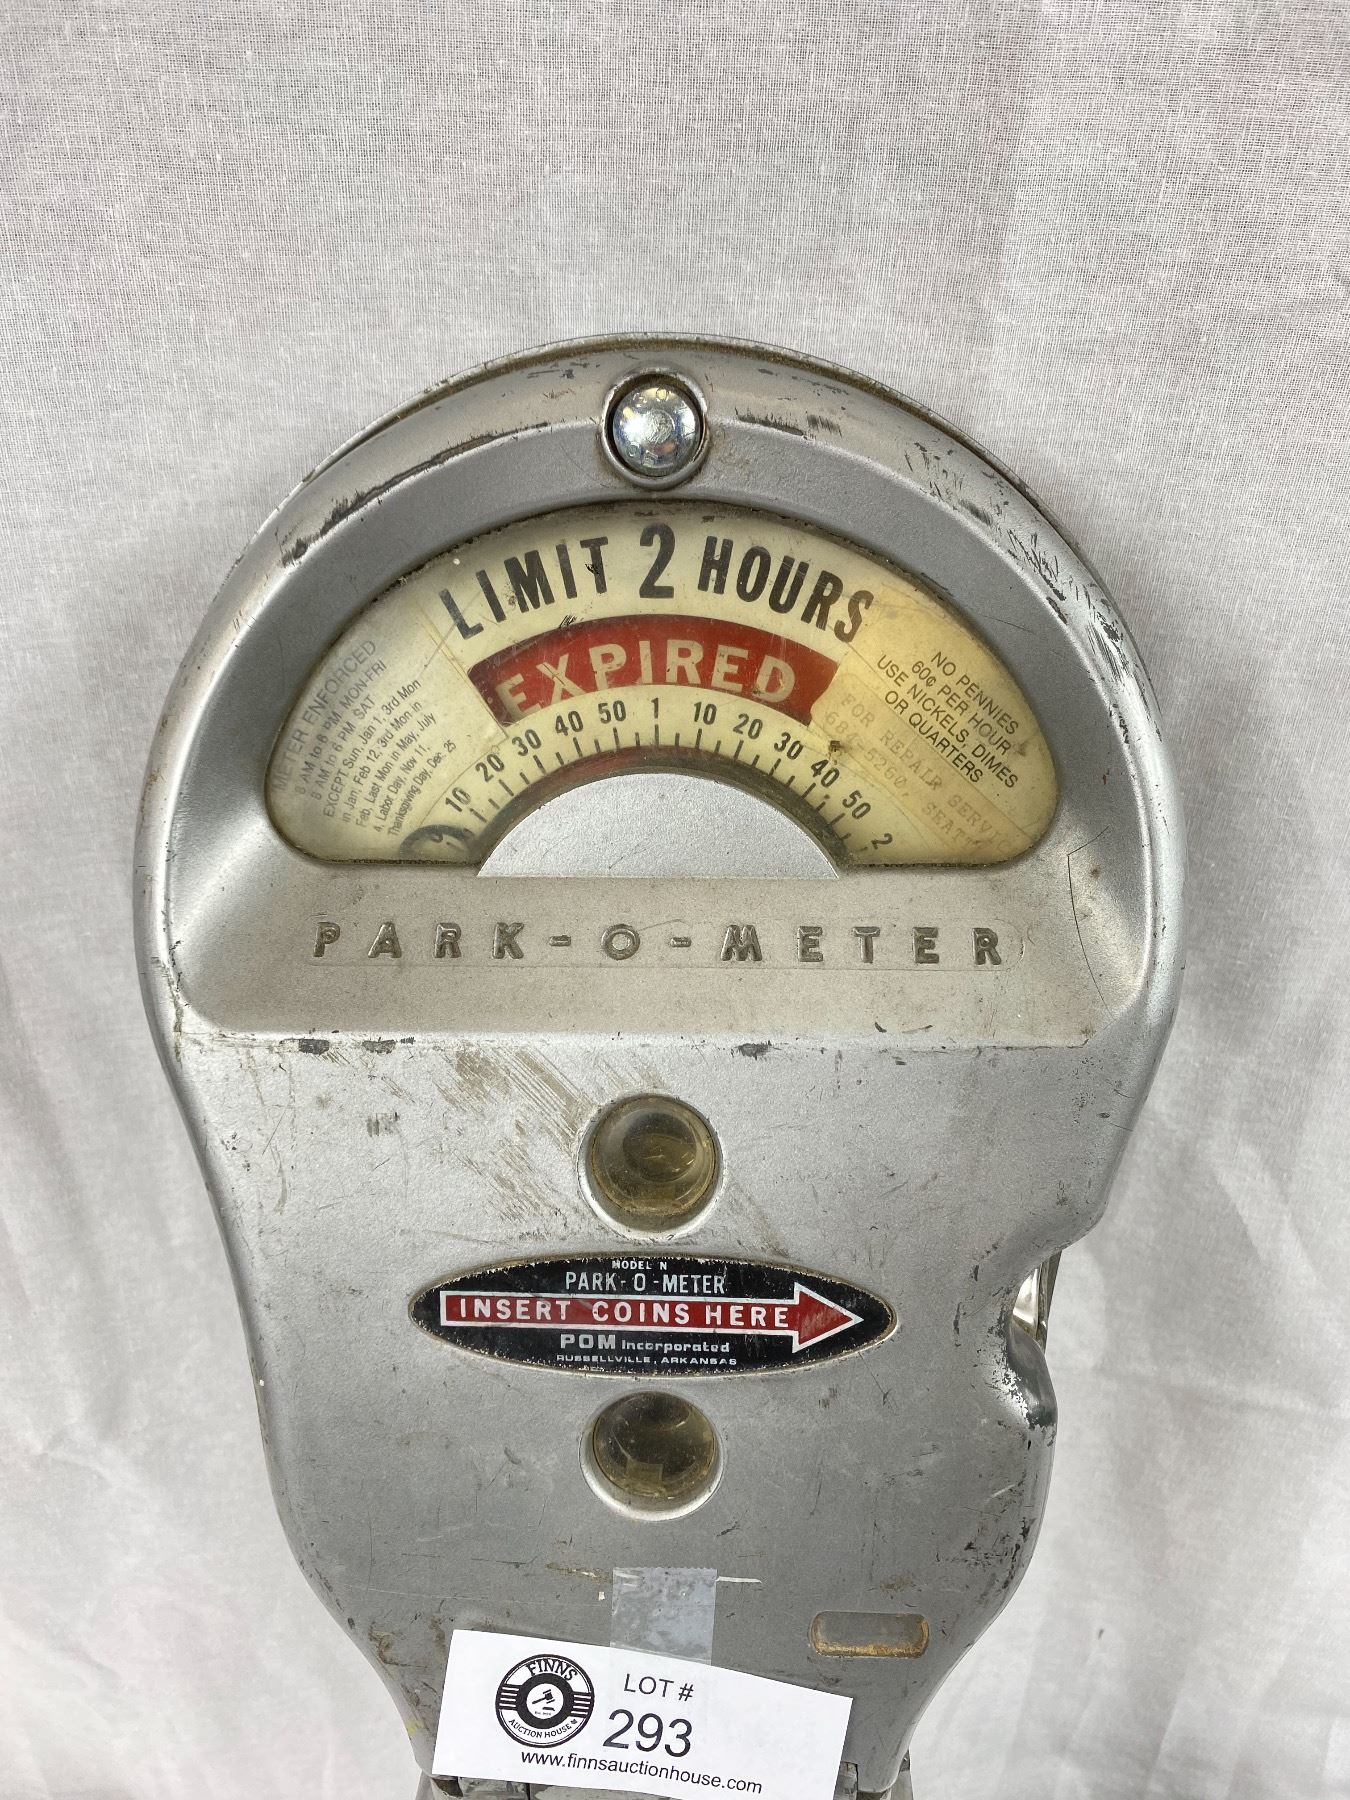 LIMIT 2 HOURS
EXPIRED
METER ENFORCED
8 AM to 6 PM MON-FRI
8 AM to 6 PM SAT
EXCEPT Sun, Jan 1, 3rd Mon
in Jan, Feb 12, 3rd Mon in
Feb, Last Mon in May, July
4, Labor Day, Nov 11,
Thanksgiving Day, Dec. 25
NO PENNIES
60¢ PER HOUR
USE NICKELS, DIMES
OR QUARTERS
FOR REPAIR SERVICE
5260, SEATTLE
0 10 20 30 40 50 1 10 20 30 40 50 2
PARK-O-METER
MODEL N
PARK-O-METER
INSERT COINS HERE
POM Incorporated
RUSSELLVILLE, ARKANSAS
FINNS
AUCTION HOUSE
LOT #
293
www.finnsauctionhouse.com